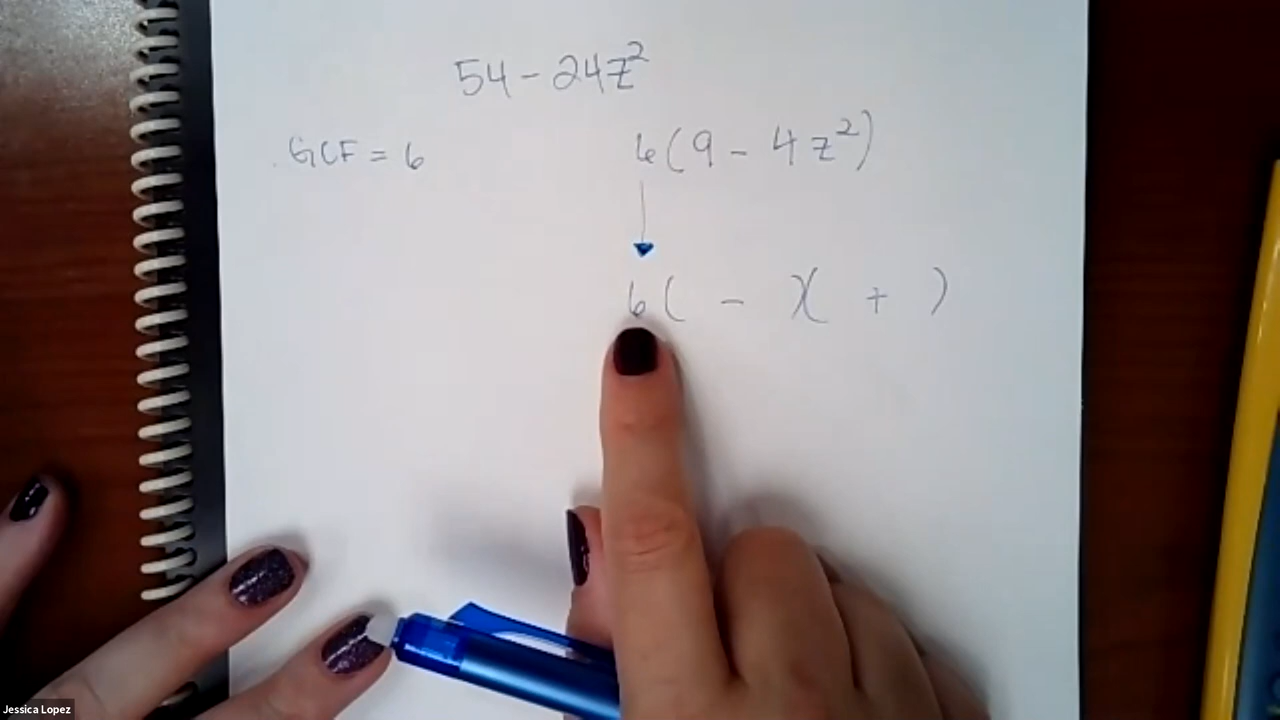 54 - 24z²
GCF = 6
6(9 - 4z²)
6( - )( + )
Jessica Lopez